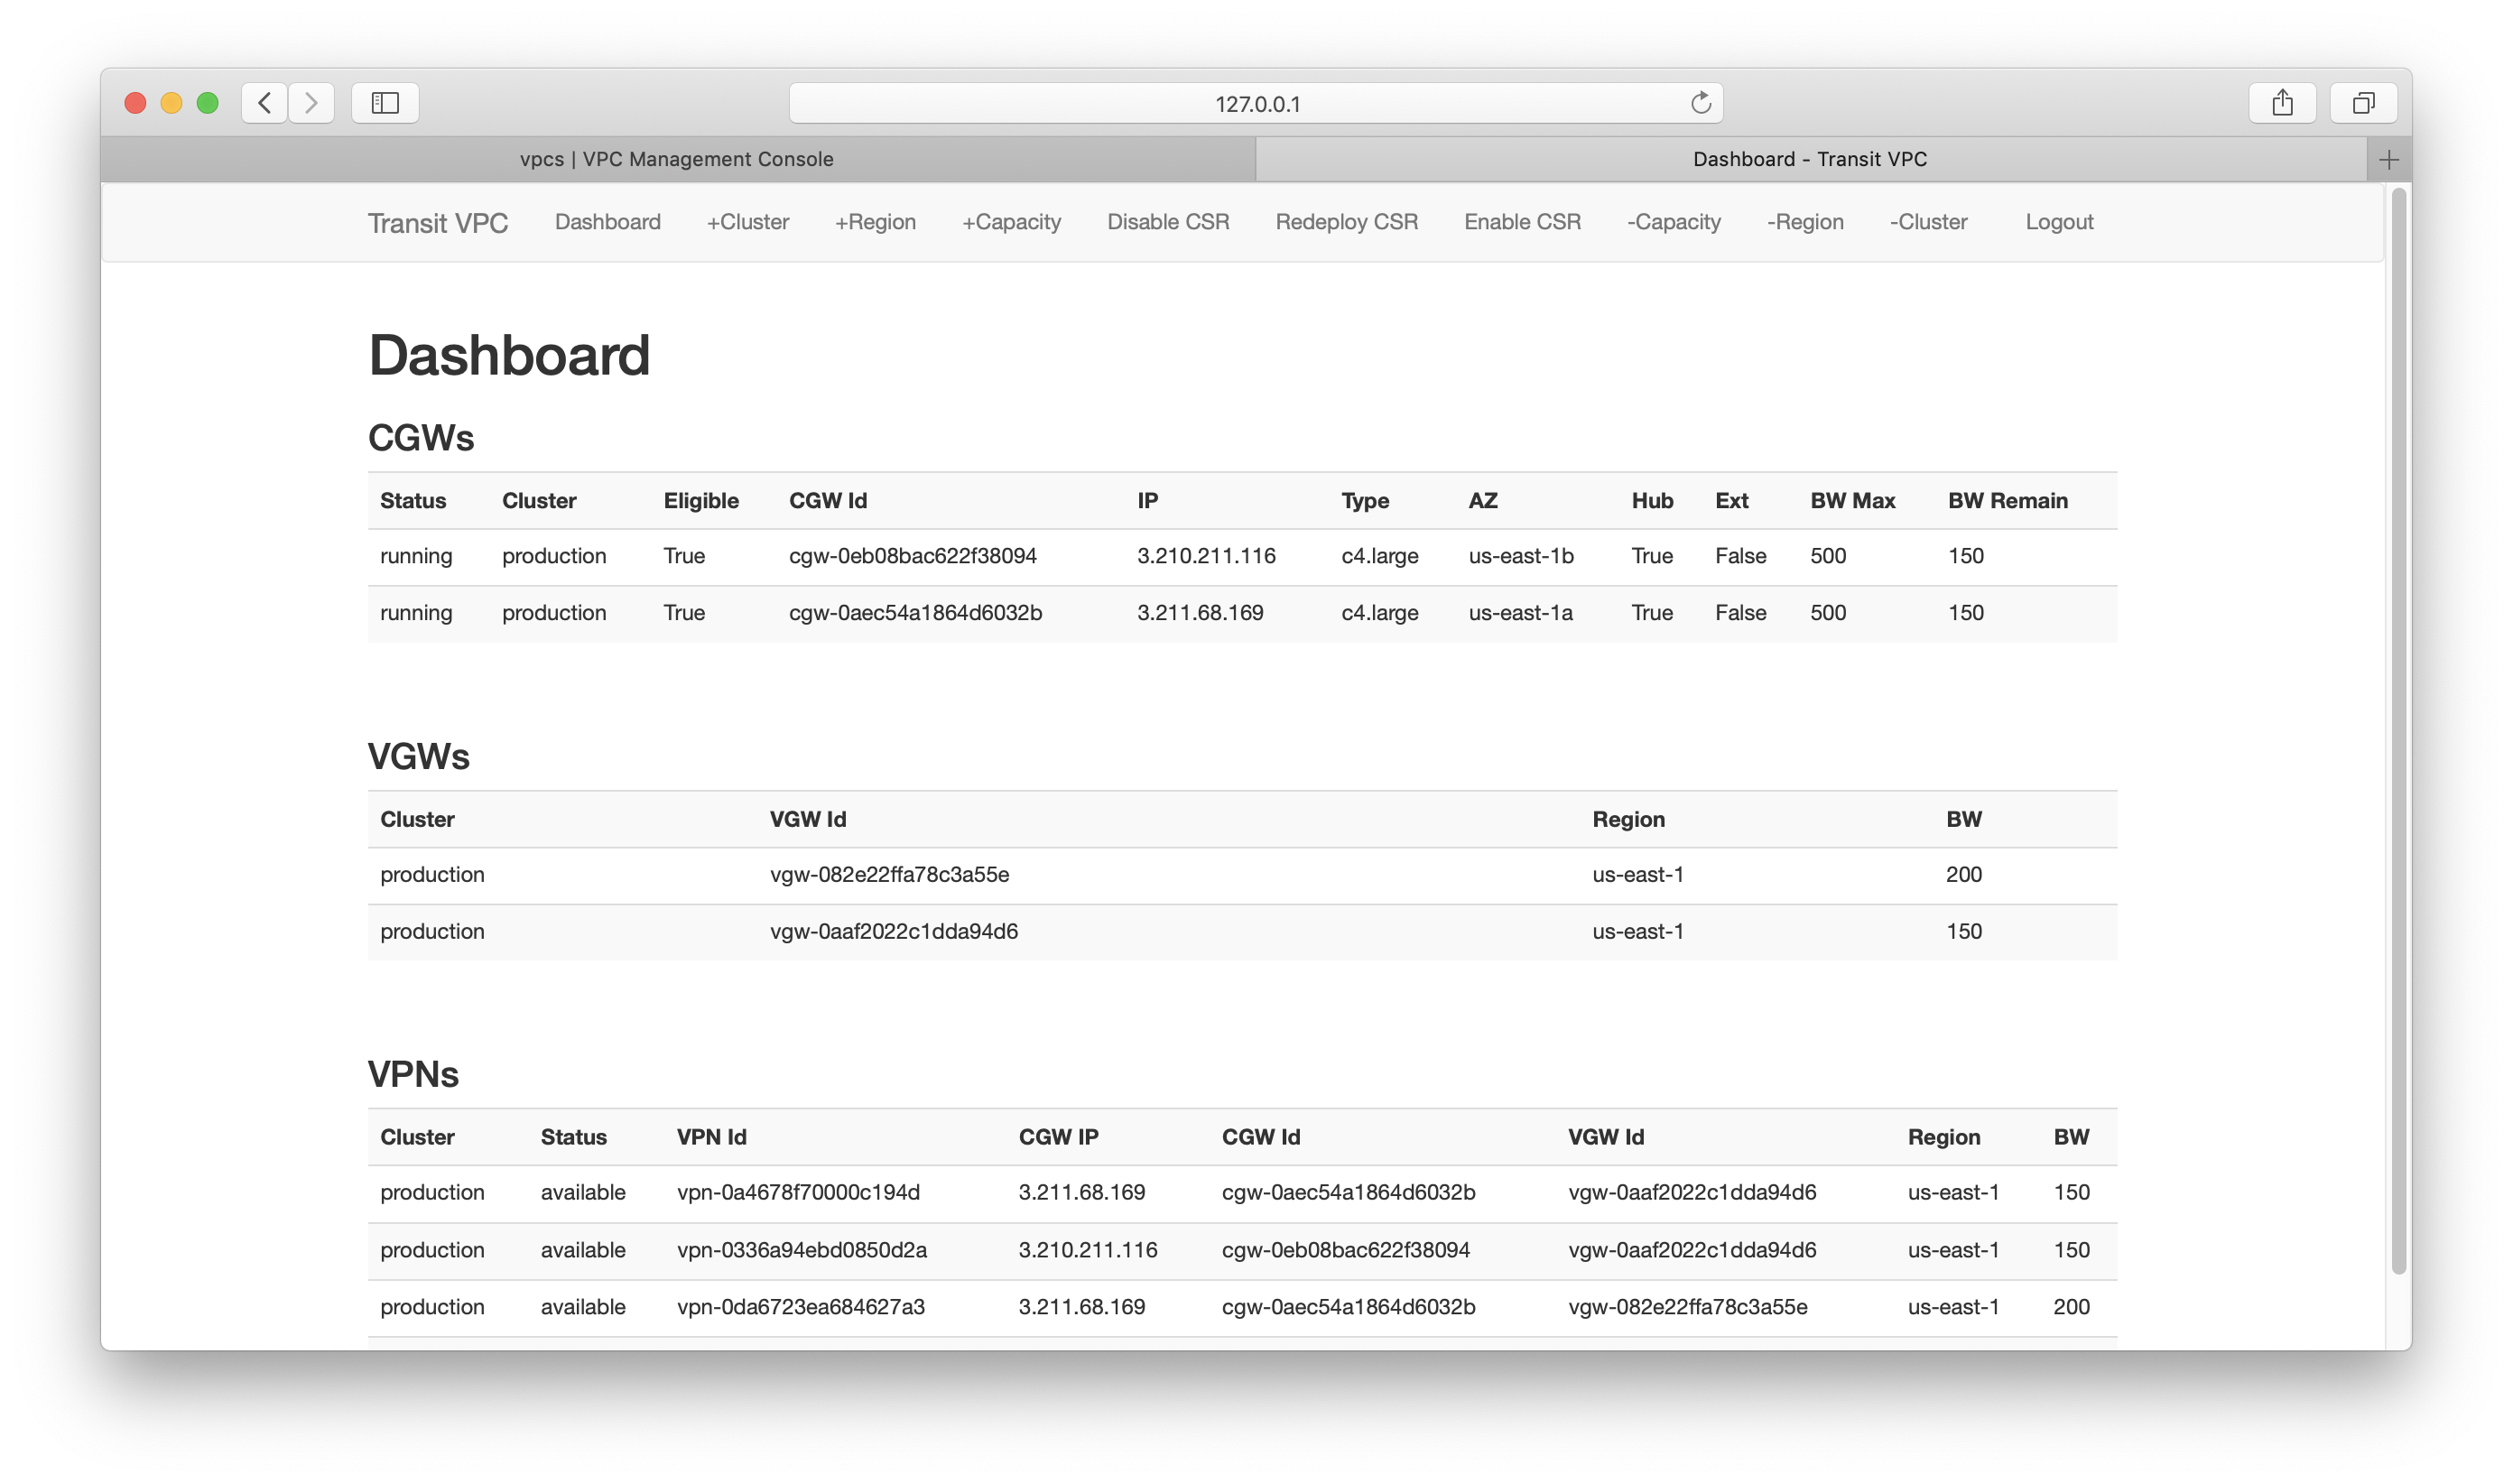 127.0.0.1
vpcs | VPC Management Console Dashboard - Transit VPC
Transit VPC Dashboard +Cluster +Region +Capacity Disable CSR Redeploy CSR Enable CSR -Capacity -Region -Cluster Logout
Dashboard
CGWs
Status Cluster Eligible CGW Id IP Type AZ Hub Ext BW Max BW Remain
running production True cgw-0eb08bac622f38094 3.210.211.116 c4.large us-east-1b True False 500 150
running production True cgw-0aec54a1864d6032b 3.211.68.169 c4.large us-east-1a True False 500 150
VGWs
Cluster VGW Id Region BW
production vgw-082e22ffa78c3a55e us-east-1 200
production vgw-0aaf2022c1dda94d6 us-east-1 150
VPNs
Cluster Status VPN Id CGW IP CGW Id VGW Id Region BW
production available vpn-0a4678f70000c194d 3.211.68.169 cgw-0aec54a1864d6032b vgw-0aaf2022c1dda94d6 us-east-1 150
production available vpn-0336a94ebd0850d2a 3.210.211.116 cgw-0eb08bac622f38094 vgw-0aaf2022c1dda94d6 us-east-1 150
production available vpn-0da6723ea684627a3 3.211.68.169 cgw-0aec54a1864d6032b vgw-082e22ffa78c3a55e us-east-1 200